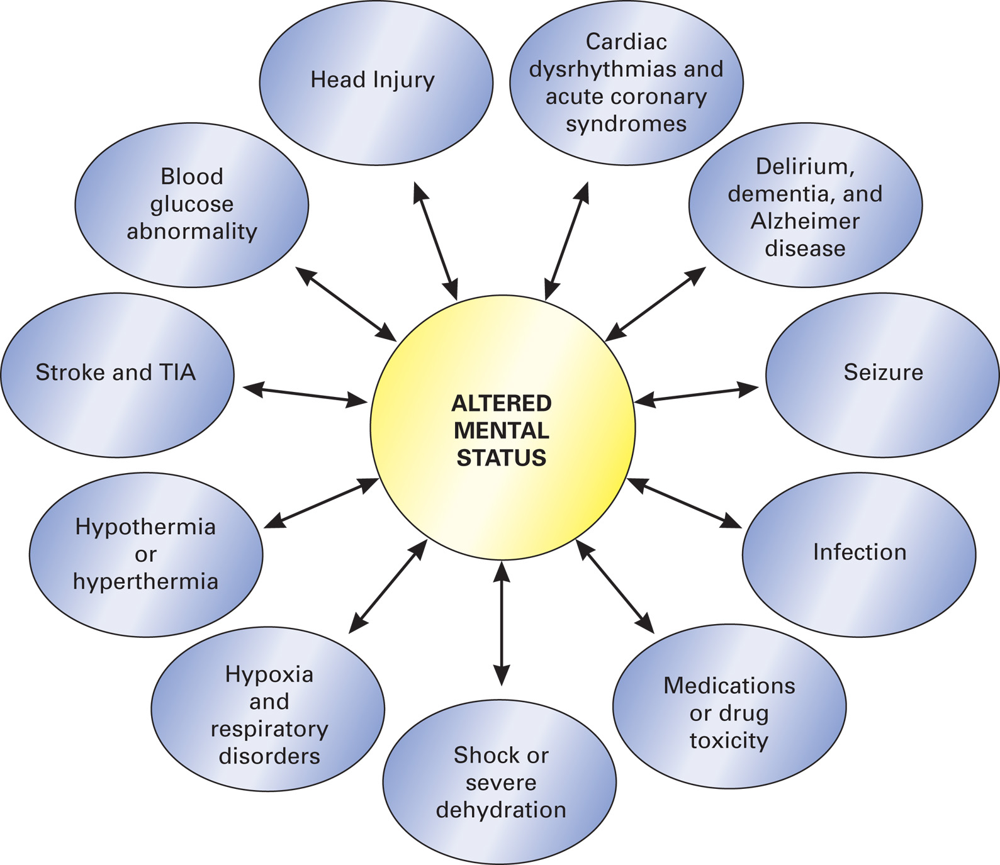 Head Injury
Cardiac
dysrhythmias and
acute coronary
syndromes
Delirium,
dementia, and
Alzheimer
disease
Seizure
Infection
Medications
or drug
toxicity
Shock or
severe
dehydration
Hypoxia
and
respiratory
disorders
Hypothermia
or
hyperthermia
Stroke and TIA
Blood
glucose
abnormality
ALTERED
MENTAL
STATUS